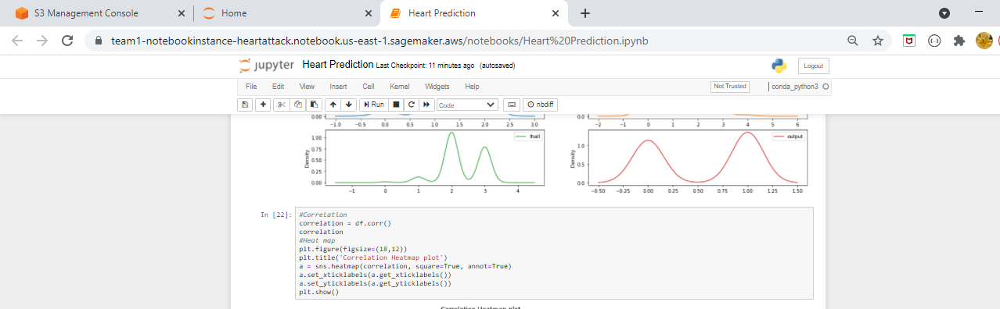 S3 Management Console
Home
Heart Prediction
team1-notebookinstance-heartattack.notebook.us-east-1.sagemaker.aws/notebooks/Heart%20Prediction.ipynb
jupyter Heart Prediction Last Checkpoint: 11 minutes ago (autosaved)
Logout
File Edit View Insert Cell Kernel Widgets Help
Not Trusted
conda_python3
Run
Code
nbdiff
0.00
-1.0 -0.5 0.0 0.5 1.0 1.5 2.0 2.5 3.0
0.0
-2 -1 0 1 2 3 4 5 6
1.00
0.75
0.50
0.25
0.00
Density
thall
-1 0 1 2 3 4
1.0
0.5
0.0
Density
output
-0.50 -0.25 0.00 0.25 0.50 0.75 1.00 1.25 1.50
In [22]:
#Correlation
correlation = df.corr()
correlation
#Heat map
plt.figure(figsize=(18,12))
plt.title('Correlation Heatmap plot')
a = sns.heatmap(correlation, square=True, annot=True)
a.set_xticklabels(a.get_xticklabels())
a.set_yticklabels(a.get_yticklabels())
plt.show()
Correlation Heatmap plot